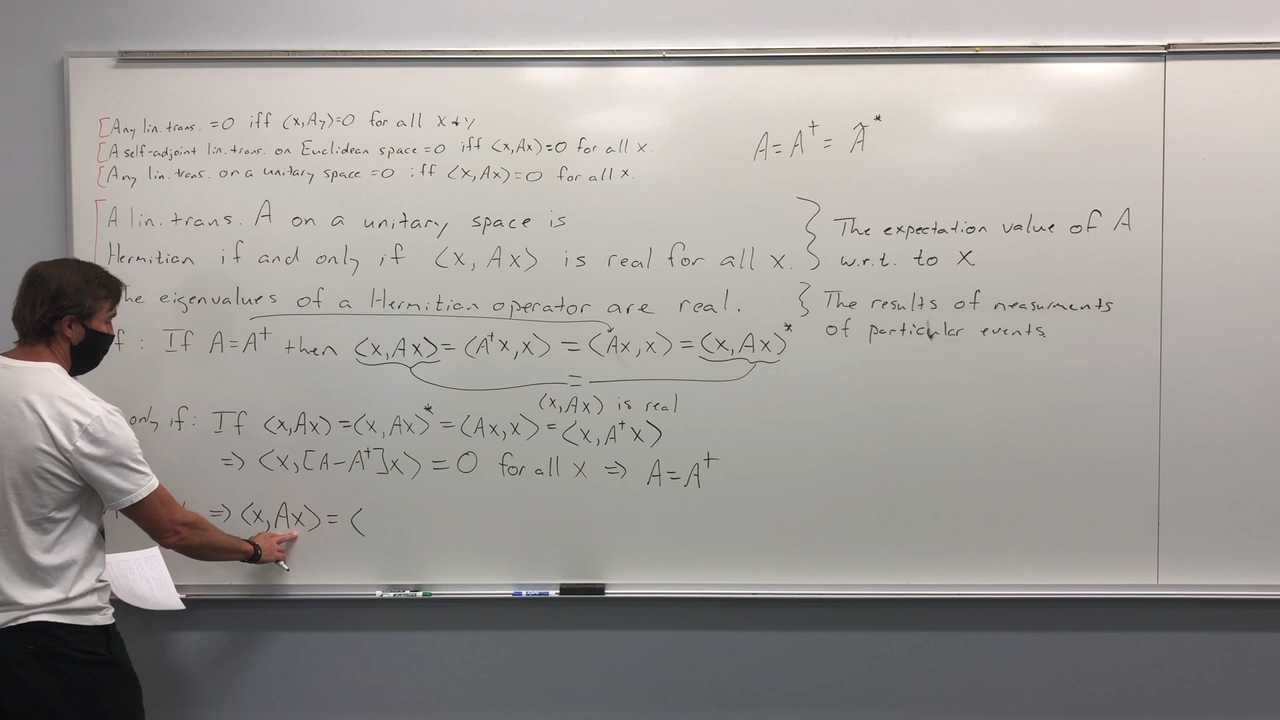 [Any lin. trans. =0 iff ⟨x,Ay⟩=0 for all x & y.
[A self-adjoint lin. trans. on Euclidean space =0 iff ⟨x,Ax⟩=0 for all x.
[Any lin. trans. on a unitary space =0 iff ⟨x,Ax⟩=0 for all x.
A=A†= Ã*
[A lin. trans. A on a unitary space is
Hermitian if and only if ⟨x, Ax⟩ is real for all x.
} The expectation value of A
w.r.t. to x
he eigenvalues of a Hermitian operator are real.
} The results of measurments
of particular events
f : If A=A† then ⟨x,Ax⟩=⟨A†x,x⟩ = ⟨Ax,x⟩ = ⟨x,Ax⟩*
=
⟨x,Ax⟩ is real
only if: If ⟨x,Ax⟩=⟨x,Ax⟩*=⟨Ax,x⟩=⟨x,A†x⟩
=> ⟨x,[A-A†]x⟩=0 for all x => A=A†
=> ⟨x,Ax⟩=⟨